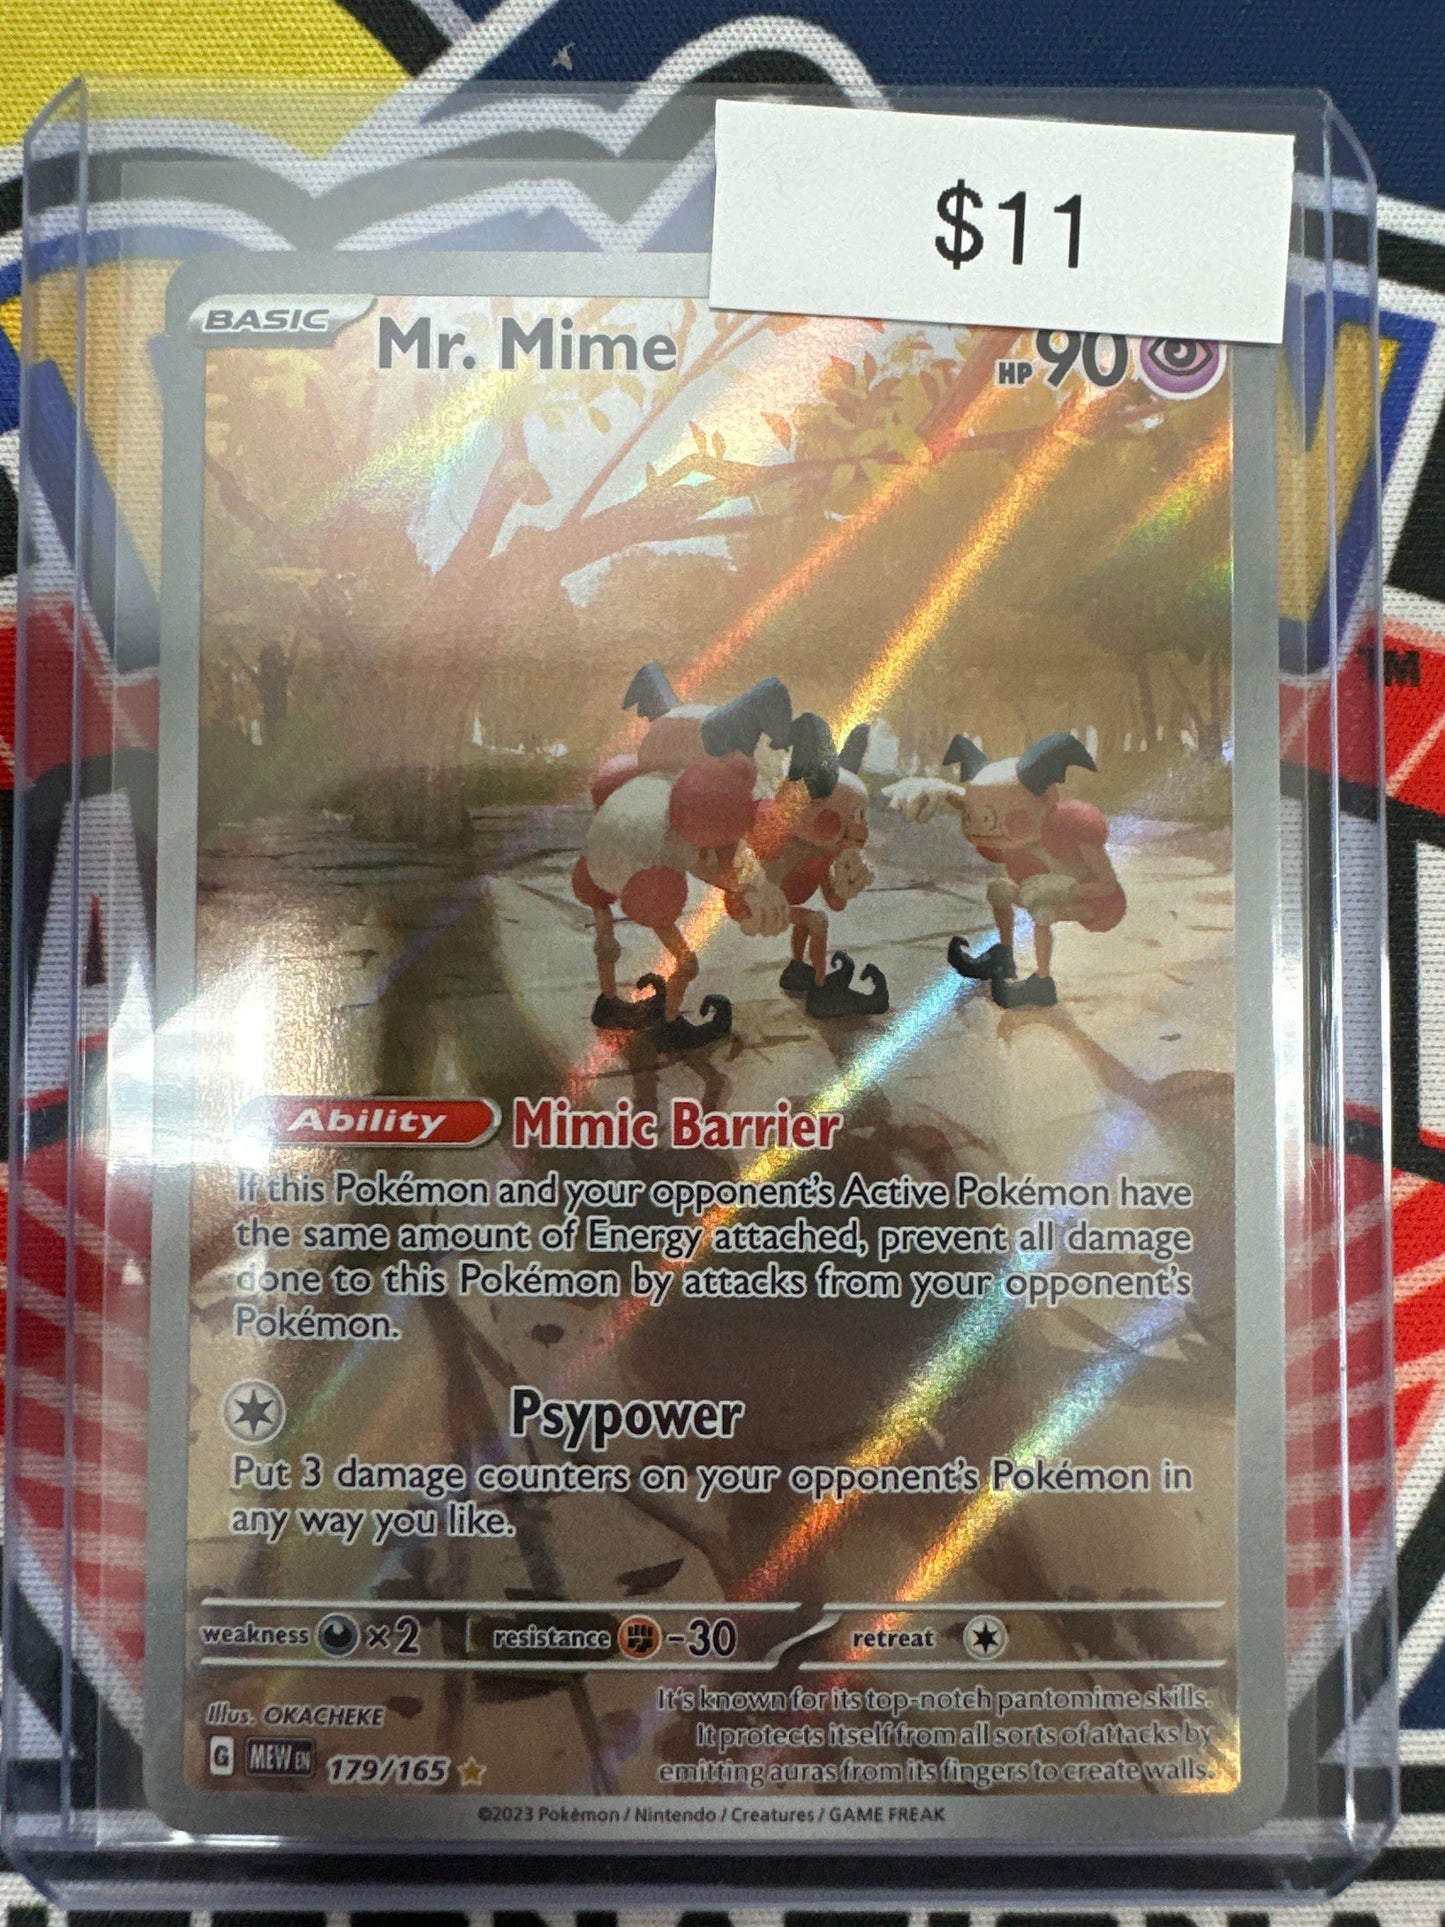 $11
BASIC Mr. Mime HP 90
TM
Ability Mimic Barrier
If this Pokémon and your opponent's Active Pokémon have
the same amount of Energy attached, prevent all damage
done to this Pokémon by attacks from your opponent's
Pokémon.
Psypower
Put 3 damage counters on your opponent's Pokémon in
any way you like.
weakness ×2 resistance -30 retreat
Illus. OKACHEKE
It's known for its top-notch pantomime skills.
It protects itself from all sorts of attacks by
emitting auras from its fingers to create walls.
G MEW EN 179/165
©2023 Pokémon / Nintendo / Creatures / GAME FREAK